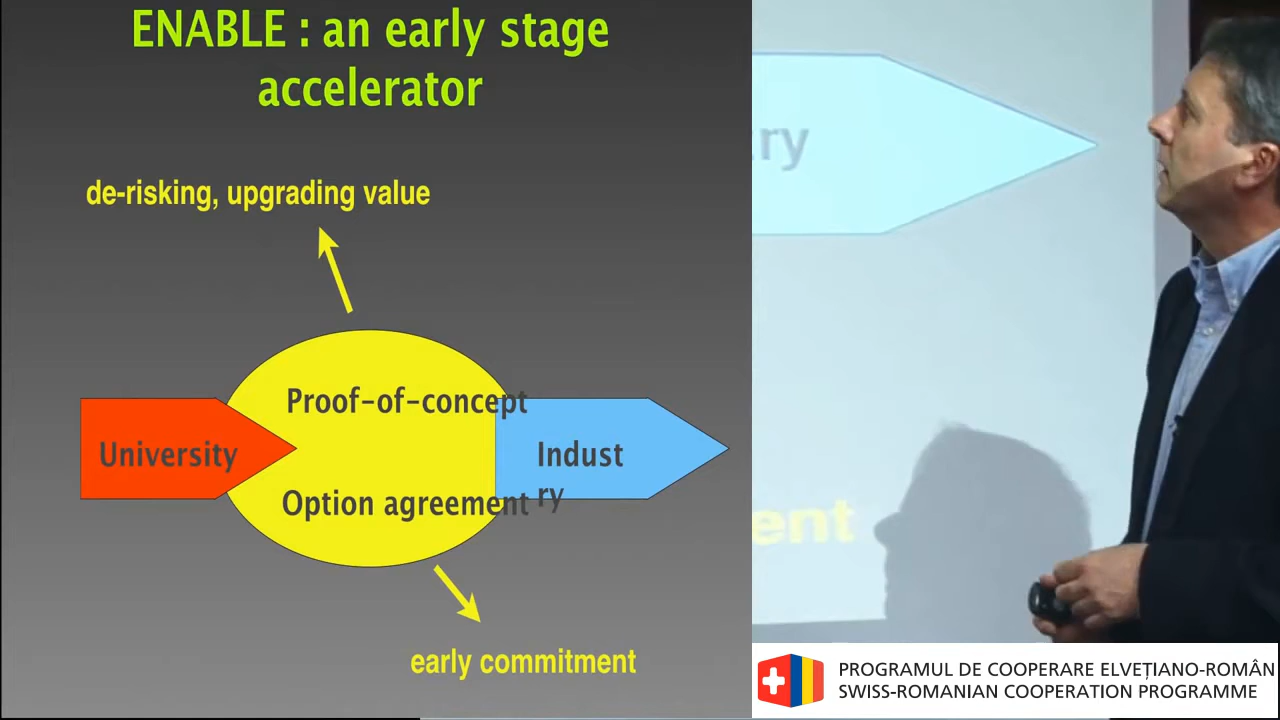 ENABLE : an early stage
accelerator
de-risking, upgrading value
Proof-of-concept
University
Indust
ry
Option agreement
early commitment
ry
ent
PROGRAMUL DE COOPERARE ELVEȚIANO-ROMÂN
SWISS-ROMANIAN COOPERATION PROGRAMME